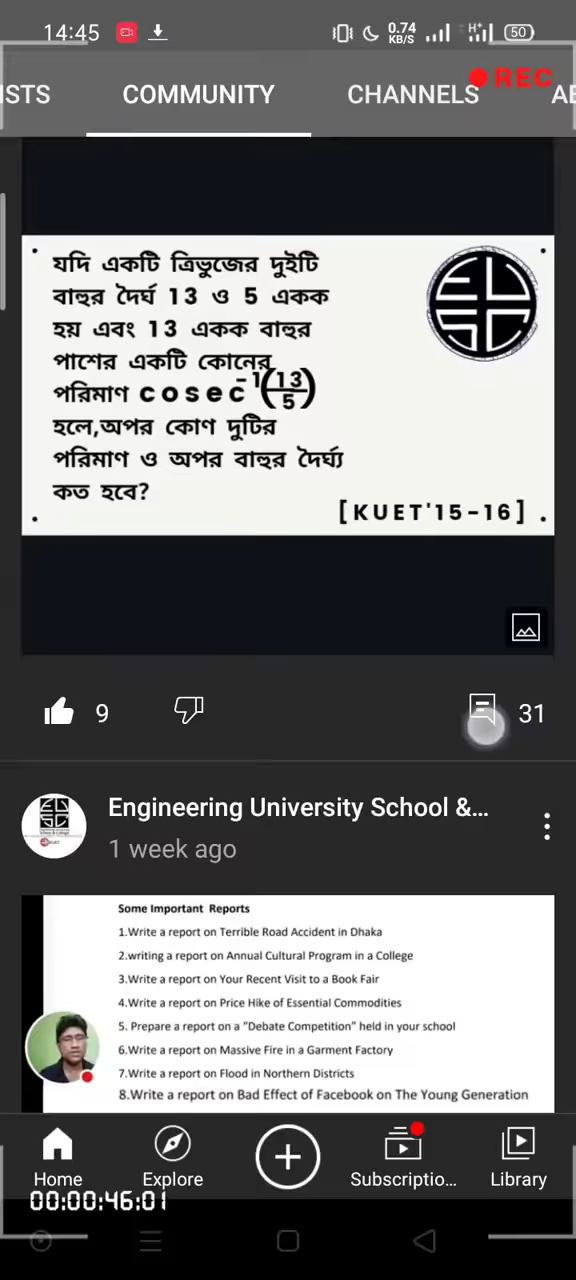 14:45 0.74 KB/S H+ 50
REC
ISTS COMMUNITY CHANNELS AB
যদি একটি ত্রিভুজের দুইটি
বাহুর দৈর্ঘ 13 ও 5 একক
হয় এবং 13 একক বাহুর
পাশের একটি কোনের
পরিমাণ cosec⁻¹(13/5)
হলে,অপর কোণ দুটির
পরিমাণ ও অপর বাহুর দৈর্ঘ্য
কত হবে?
[KUET'15-16]
9 31
Engineering University School &...
1 week ago
Some Important Reports
1.Write a report on Terrible Road Accident in Dhaka
2.writing a report on Annual Cultural Program in a College
3.Write a report on Your Recent Visit to a Book Fair
4.Write a report on Price Hike of Essential Commodities
5. Prepare a report on a "Debate Competition" held in your school
6.Write a report on Massive Fire in a Garment Factory
7.Write a report on Flood in Northern Districts
8.Write a report on Bad Effect of Facebook on The Young Generation
Home Explore Subscriptio... Library
00:00:46:01